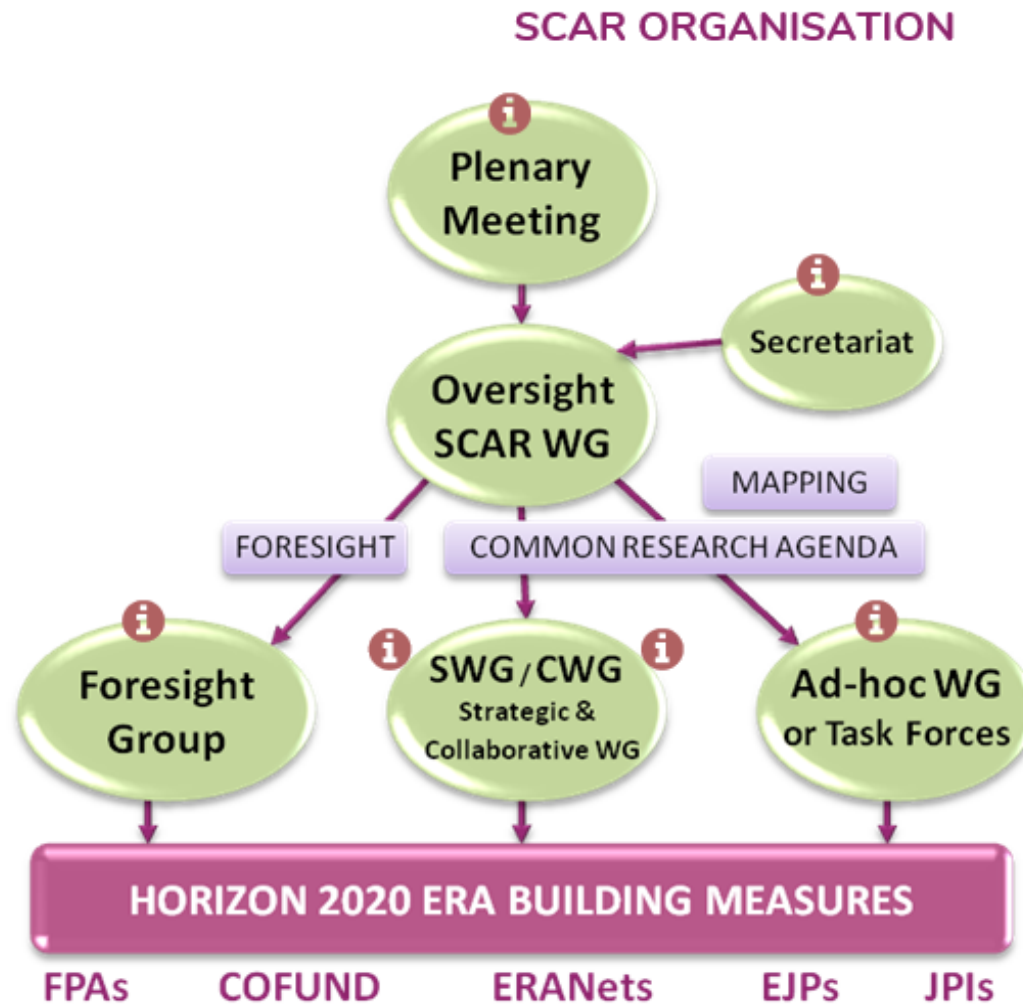 SCAR ORGANISATION
i
Plenary
Meeting
i
Secretariat
Oversight
SCAR WG
MAPPING
FORESIGHT
COMMON RESEARCH AGENDA
i
Foresight
Group
i
i
SWG / CWG
Strategic &
Collaborative WG
i
Ad-hoc WG
or Task Forces
HORIZON 2020 ERA BUILDING MEASURES
FPAs COFUND ERANets EJPs JPIs